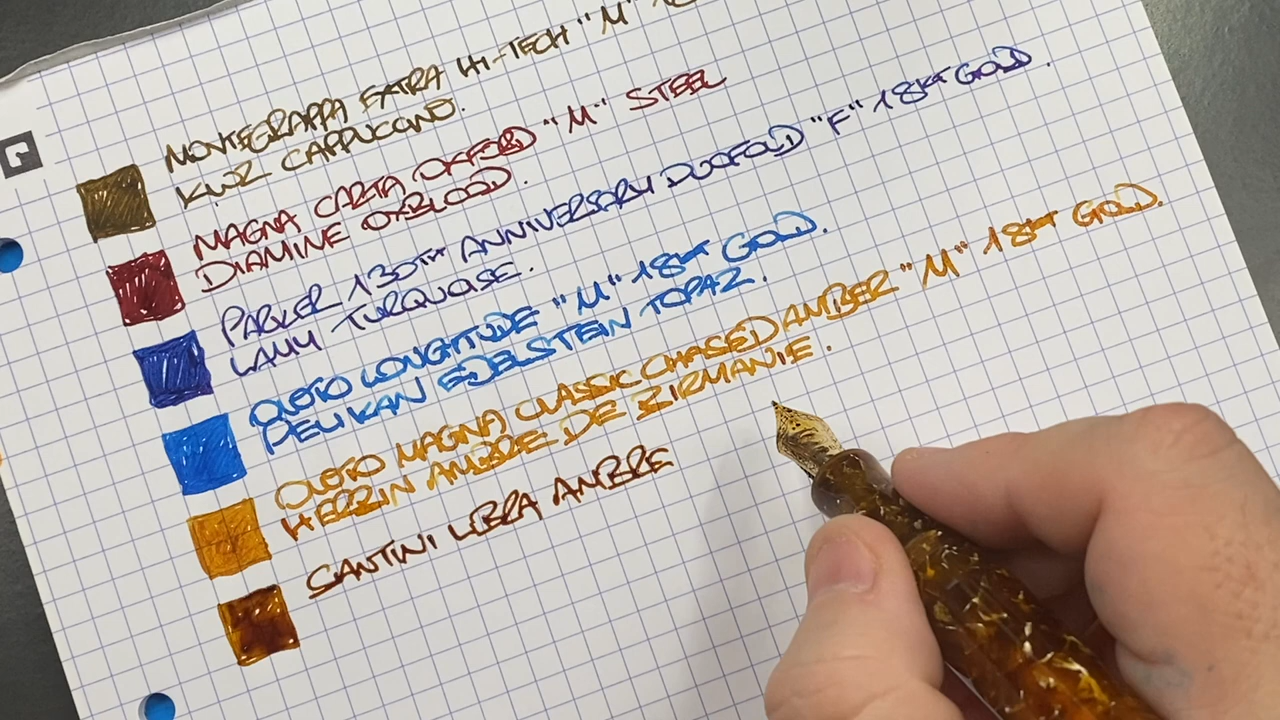 MONTEGRAPPA EXTRA HI-TECH "M"
KWZ CAPPUCCINO.
MAGNA CARTA OXFORD "M" STEEL
DIAMINE OXBLOOD.
PARKER 130TH ANNIVERSARY DUOFOLD "F" 18KT GOLD.
LAMY TURQUOISE.
OLOTO LONGITUDE "M" 18KT GOLD.
PELIKAN EDELSTEIN TOPAZ.
OLOTO MAGNA CLASSIC CHASED AMBER "M" 18KT GOLD.
HERBIN AMBRE DE BIRMANIE.
SANTINI LIBRA AMBRE